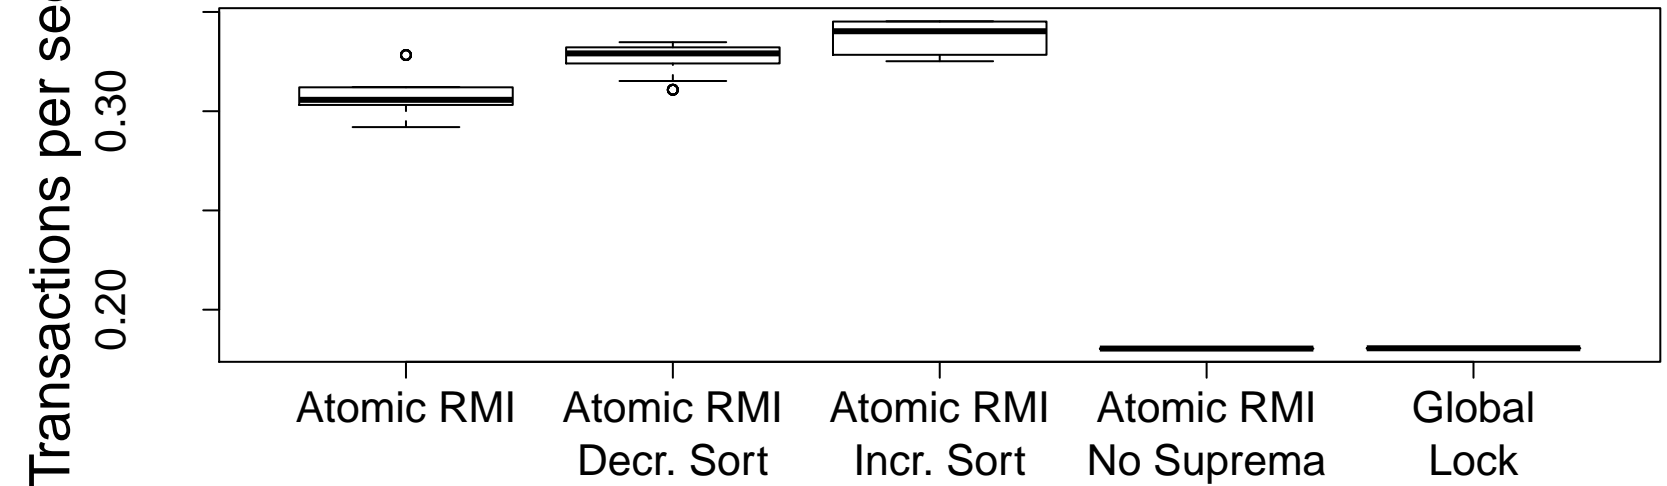 Transactions per sec
0.30
0.20
Atomic RMI
Atomic RMI
Decr. Sort
Atomic RMI
Incr. Sort
Atomic RMI
No Suprema
Global
Lock